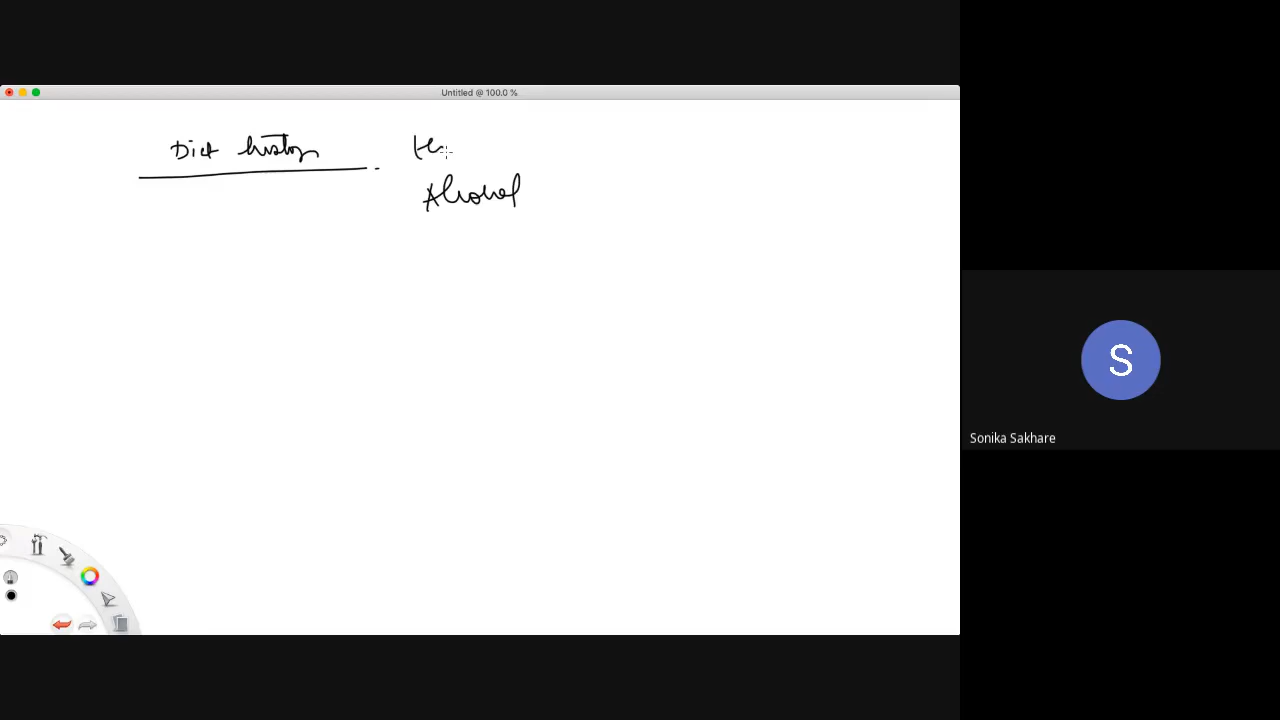 Untitled @ 100.0 %
Diet history
Alcohol
S
Sonika Sakhare